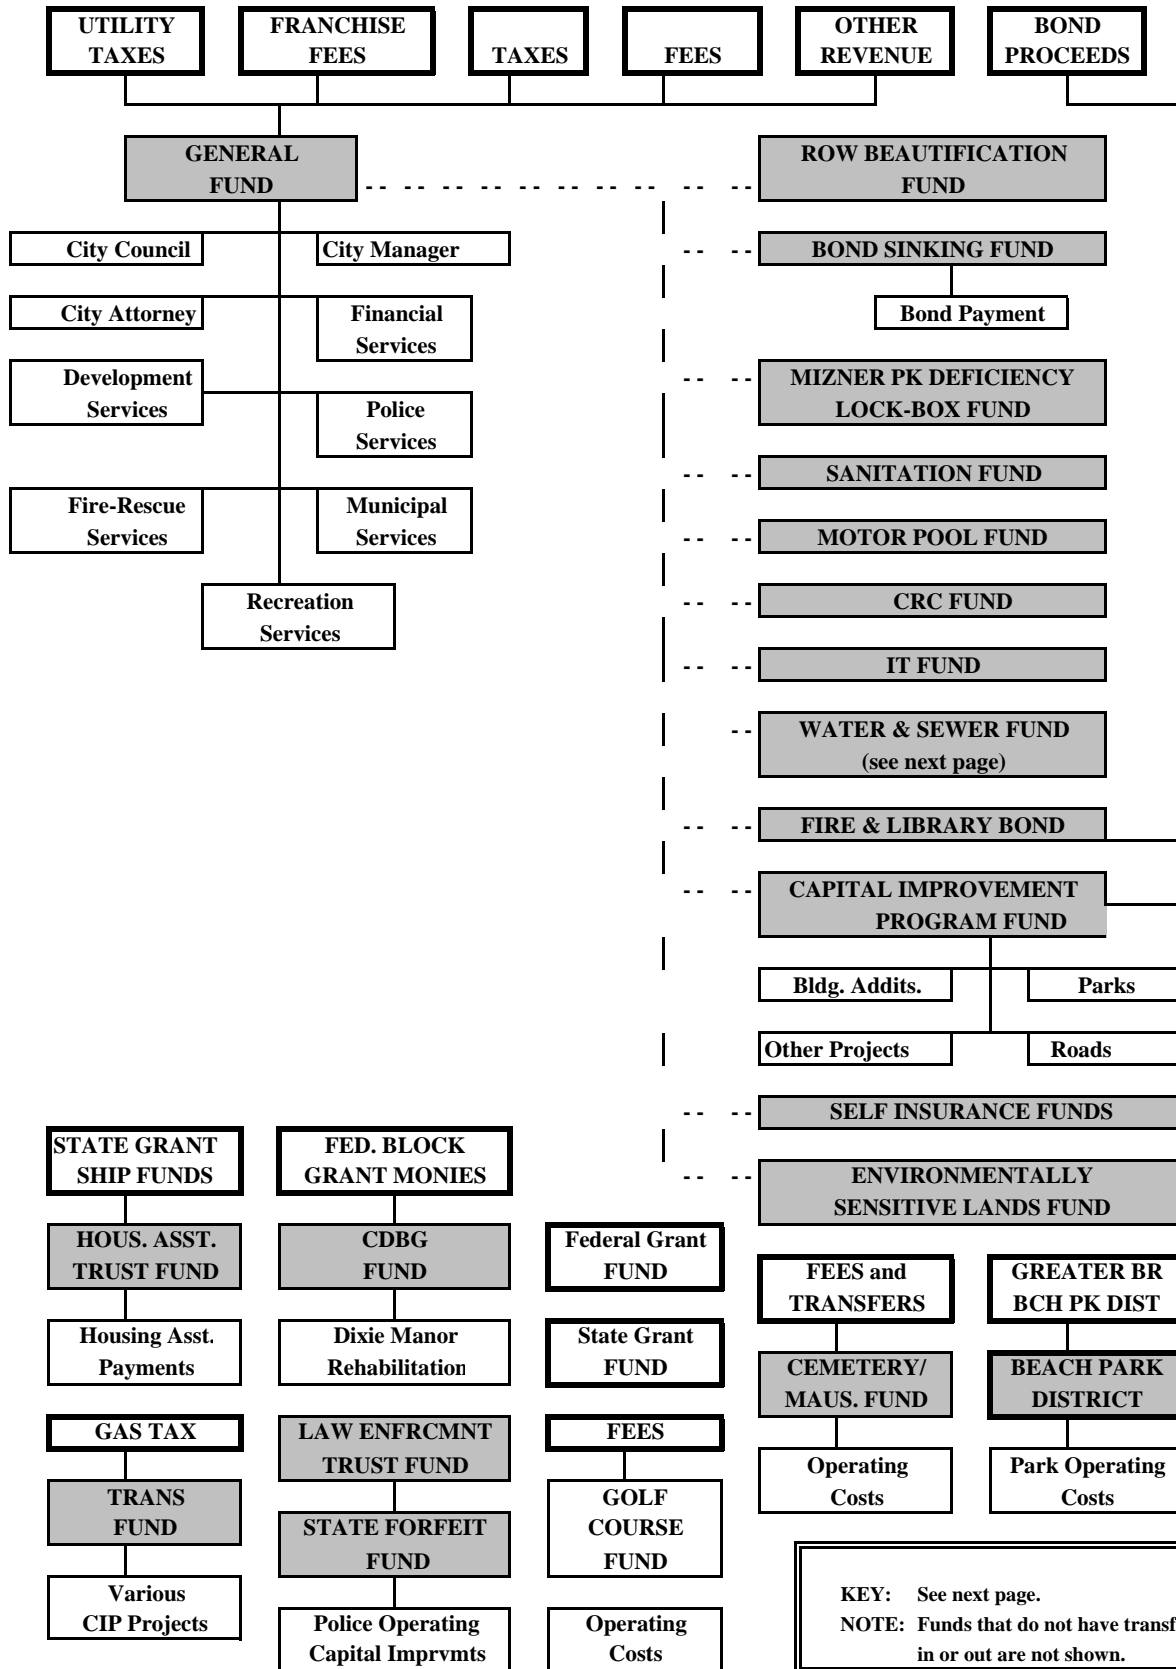 UTILITY
TAXES
FRANCHISE
FEES
TAXES
FEES
OTHER
REVENUE
BOND
PROCEEDS
GENERAL
FUND
ROW BEAUTIFICATION
FUND
City Council
City Manager
BOND SINKING FUND
Bond Payment
City Attorney
Financial
Services
Development
Services
Police
Services
MIZNER PK DEFICIENCY
LOCK-BOX FUND
SANITATION FUND
Fire-Rescue
Services
Municipal
Services
MOTOR POOL FUND
Recreation
Services
CRC FUND
IT FUND
WATER & SEWER FUND
(see next page)
FIRE & LIBRARY BOND
CAPITAL IMPROVEMENT
PROGRAM FUND
Bldg. Addits.
Parks
Other Projects
Roads
SELF INSURANCE FUNDS
ENVIRONMENTALLY
SENSITIVE LANDS FUND
STATE GRANT
SHIP FUNDS
FED. BLOCK
GRANT MONIES
HOUS. ASST.
TRUST FUND
CDBG
FUND
Federal Grant
FUND
FEES and
TRANSFERS
GREATER BR
BCH PK DIST
Housing Asst.
Payments
Dixie Manor
Rehabilitation
State Grant
FUND
CEMETERY/
MAUS. FUND
BEACH PARK
DISTRICT
GAS TAX
LAW ENFRCMNT
TRUST FUND
FEES
Operating
Costs
Park Operating
Costs
TRANS
FUND
STATE FORFEIT
FUND
GOLF
COURSE
FUND
Various
CIP Projects
Police Operating
Capital Imprvmts
Operating
Costs
KEY: See next page.
NOTE: Funds that do not have transf
in or out are not shown.